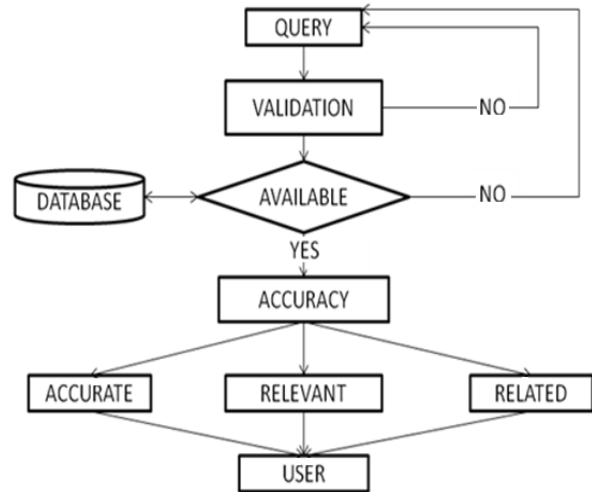 QUERY
VALIDATION
NO
DATABASE
AVAILABLE
NO
YES
ACCURACY
ACCURATE
RELEVANT
RELATED
USER